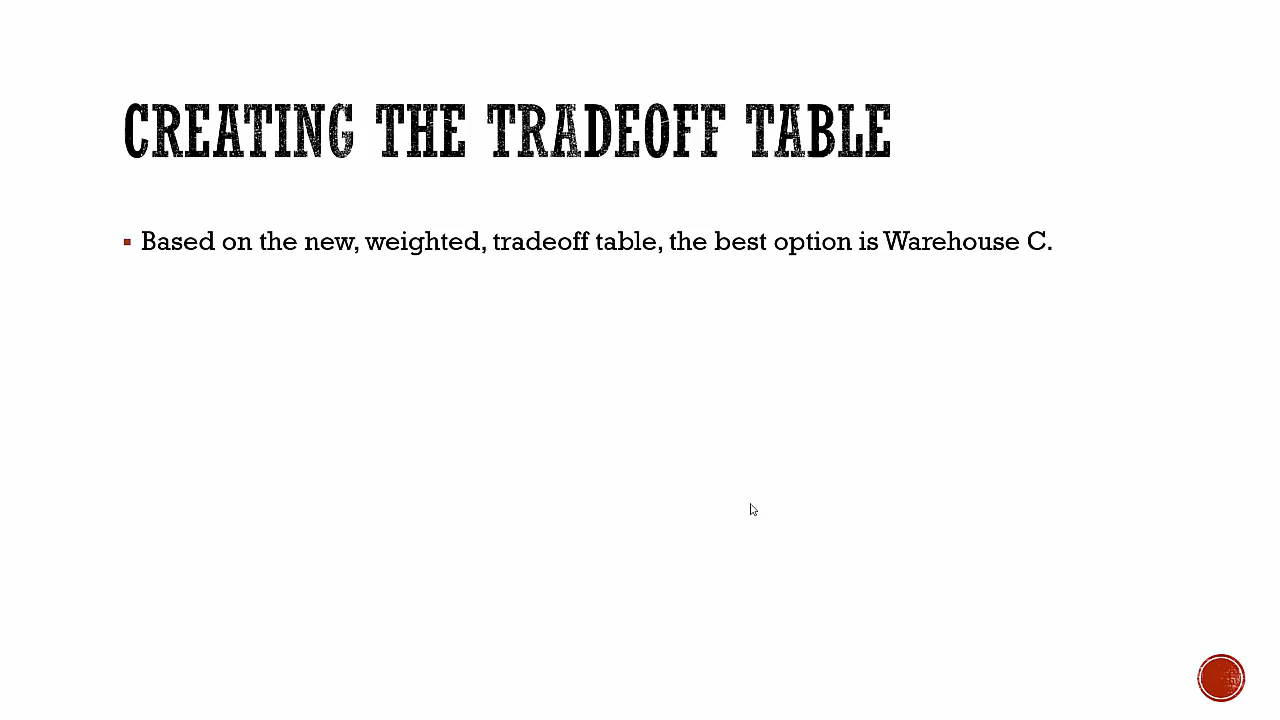 CREATING THE TRADEOFF TABLE
Based on the new, weighted, tradeoff table, the best option is Warehouse C.